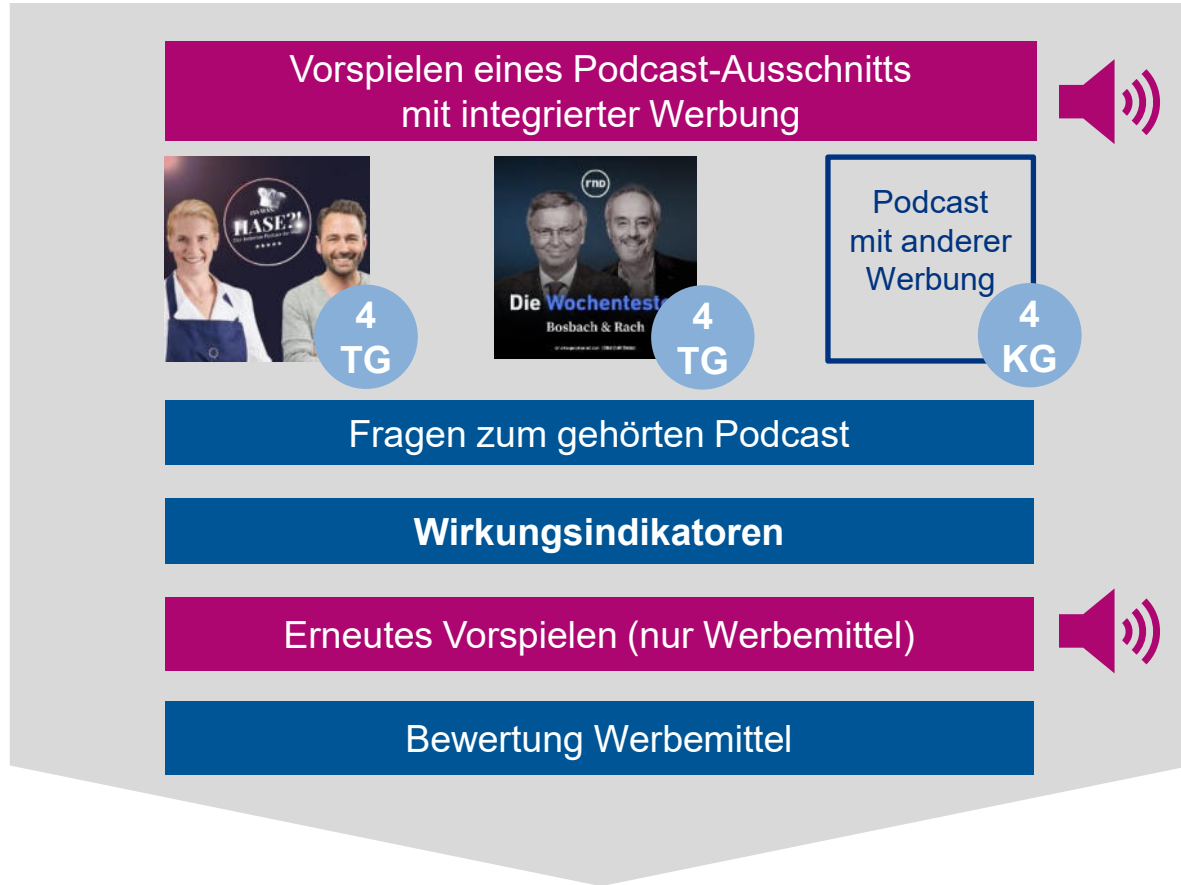 Vorspielen eines Podcast-Ausschnitts
mit integrierter Werbung
HASE?!
rnd
Die Wochenteste
Bosbach & Rach
4
TG
4
TG
Podcast
mit anderer
Werbung
4
KG
Fragen zum gehörten Podcast
Wirkungsindikatoren
Erneutes Vorspielen (nur Werbemittel)
Bewertung Werbemittel